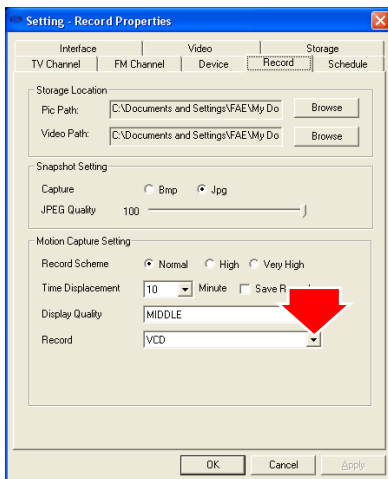 Setting - Record Properties
Interface Video Storage
TV Channel FM Channel Device Record Schedule
Storage Location
Pic Path: C:\Documents and Settings\FAE\My Do Browse
Video Path: C:\Documents and Settings\FAE\My Do Browse
Snapshot Setting
Capture Bmp Jpg
JPEG Quality 100
Motion Capture Setting
Record Scheme Normal High Very High
Time Displacement 10 Minute Save
Display Quality MIDDLE
Record VCD
OK Cancel Apply